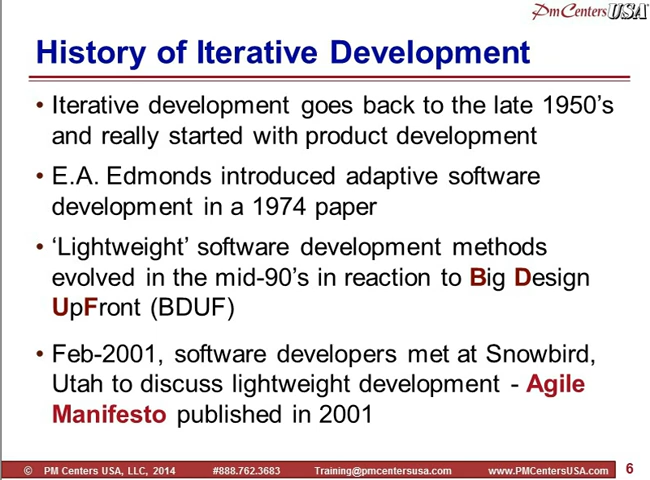 Pm Centers USA
History of Iterative Development
• Iterative development goes back to the late 1950’s
and really started with product development
• E.A. Edmonds introduced adaptive software
development in a 1974 paper
• ‘Lightweight’ software development methods
evolved in the mid-90’s in reaction to Big Design
UpFront (BDUF)
• Feb-2001, software developers met at Snowbird,
Utah to discuss lightweight development - Agile
Manifesto published in 2001
© PM Centers USA, LLC, 2014 #888.762.3683 Training@pmcentersusa.com www.PMCentersUSA.com 6